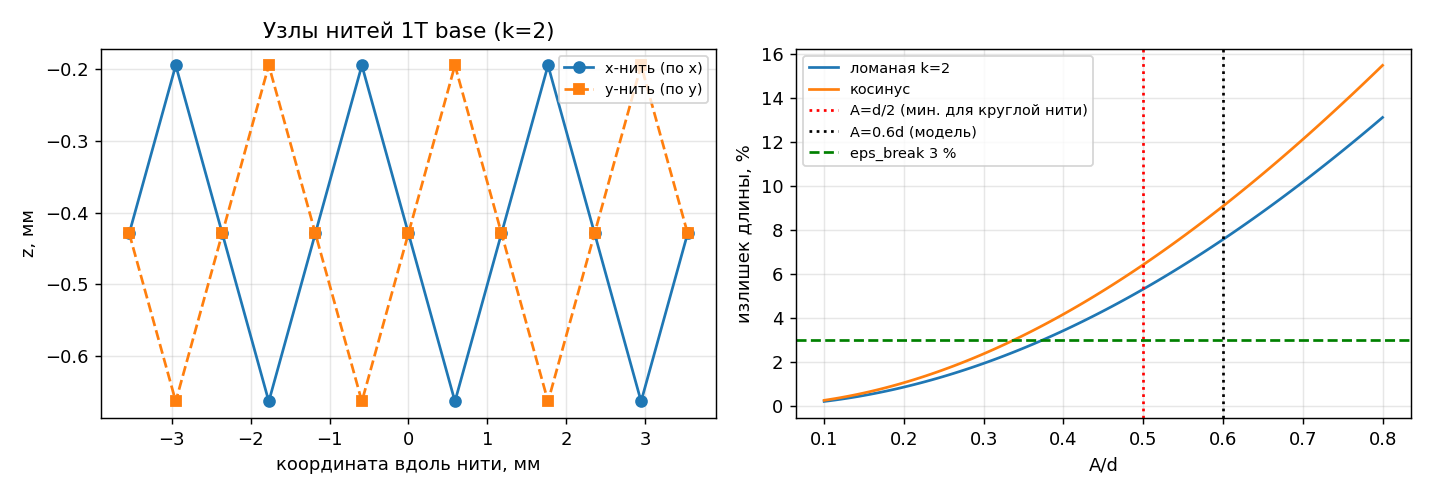 Узлы нитей 1T base (k=2)
x-нить (по x)
y-нить (по y)
z, мм
−0.2
−0.3
−0.4
−0.5
−0.6
−3
−2
−1
0
1
2
3
координата вдоль нити, мм
ломаная k=2
косинус
A=d/2 (мин. для круглой нити)
A=0.6d (модель)
eps_break 3 %
излишек длины, %
16
14
12
10
8
6
4
2
0
0.1
0.2
0.3
0.4
0.5
0.6
0.7
0.8
A/d